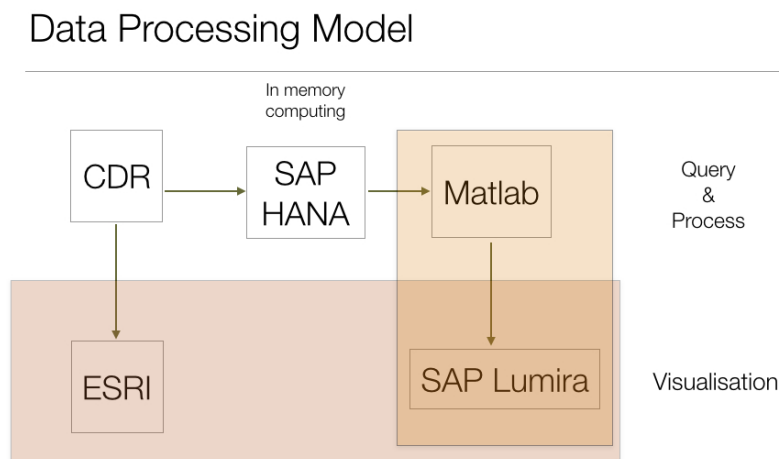 Data Processing Model
In memory
computing
CDR
SAP
HANA
Matlab
Query
&
Process
ESRI
SAP Lumira
Visualisation